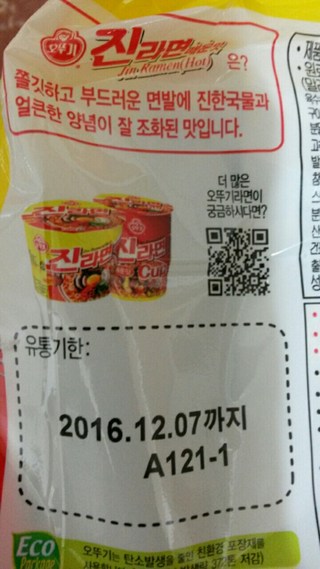 오뚜기 진라면 은?
Jin Ramen(Hot)
쫄깃하고 부드러운 면발에 진한국물과
얼큰한 양념이 잘 조화된 맛입니다.
더 많은
오뚜기라면이
궁금하시다면?
진라면
진라면
Cup
유통기한:
2016.12.07까지
A121-1
Eco
오뚜기는 탄소발생을 줄인 친환경 포장재를